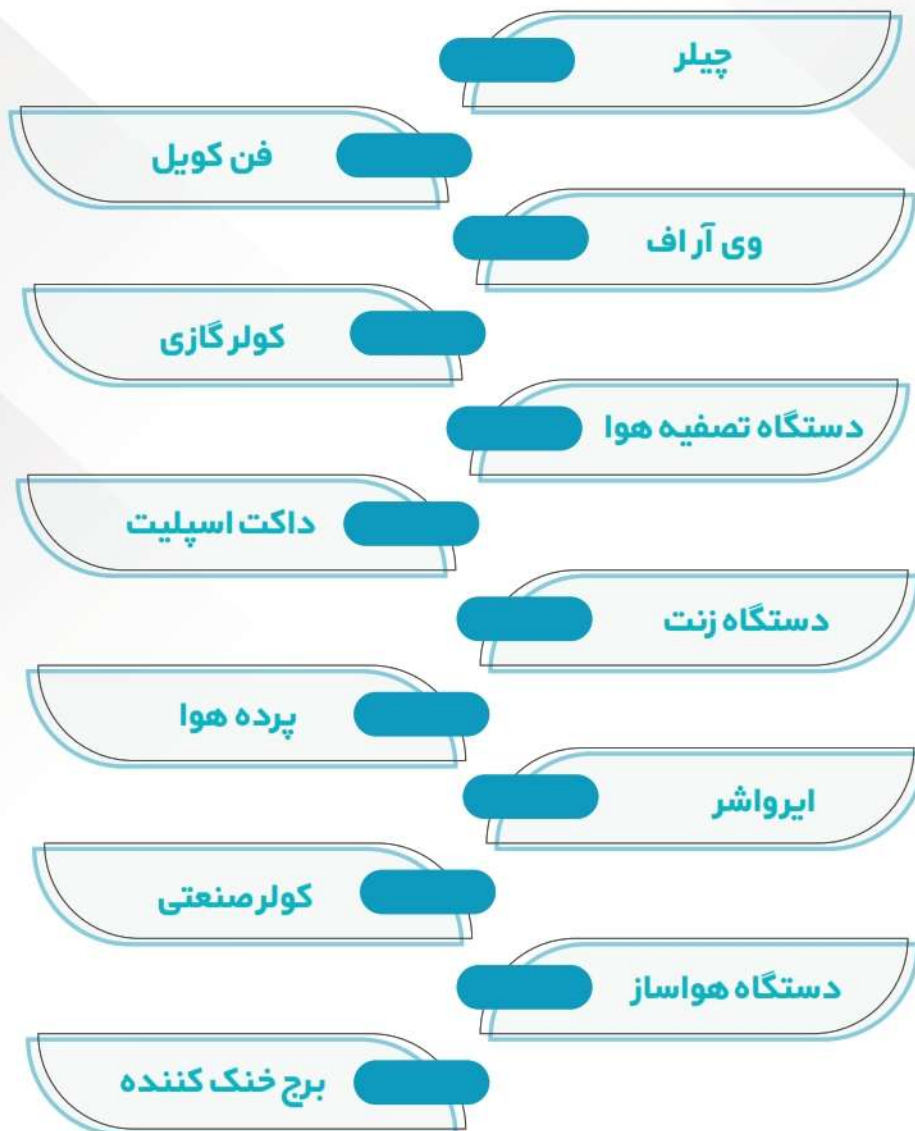 چیلر
فن کویل
وی آر اف
کولر گازی
دستگاه تصفیه هوا
داکت اسپلیت
دستگاه زنت
پرده هوا
ایرواشر
کولر صنعتی
دستگاه هواساز
برج خنک کننده